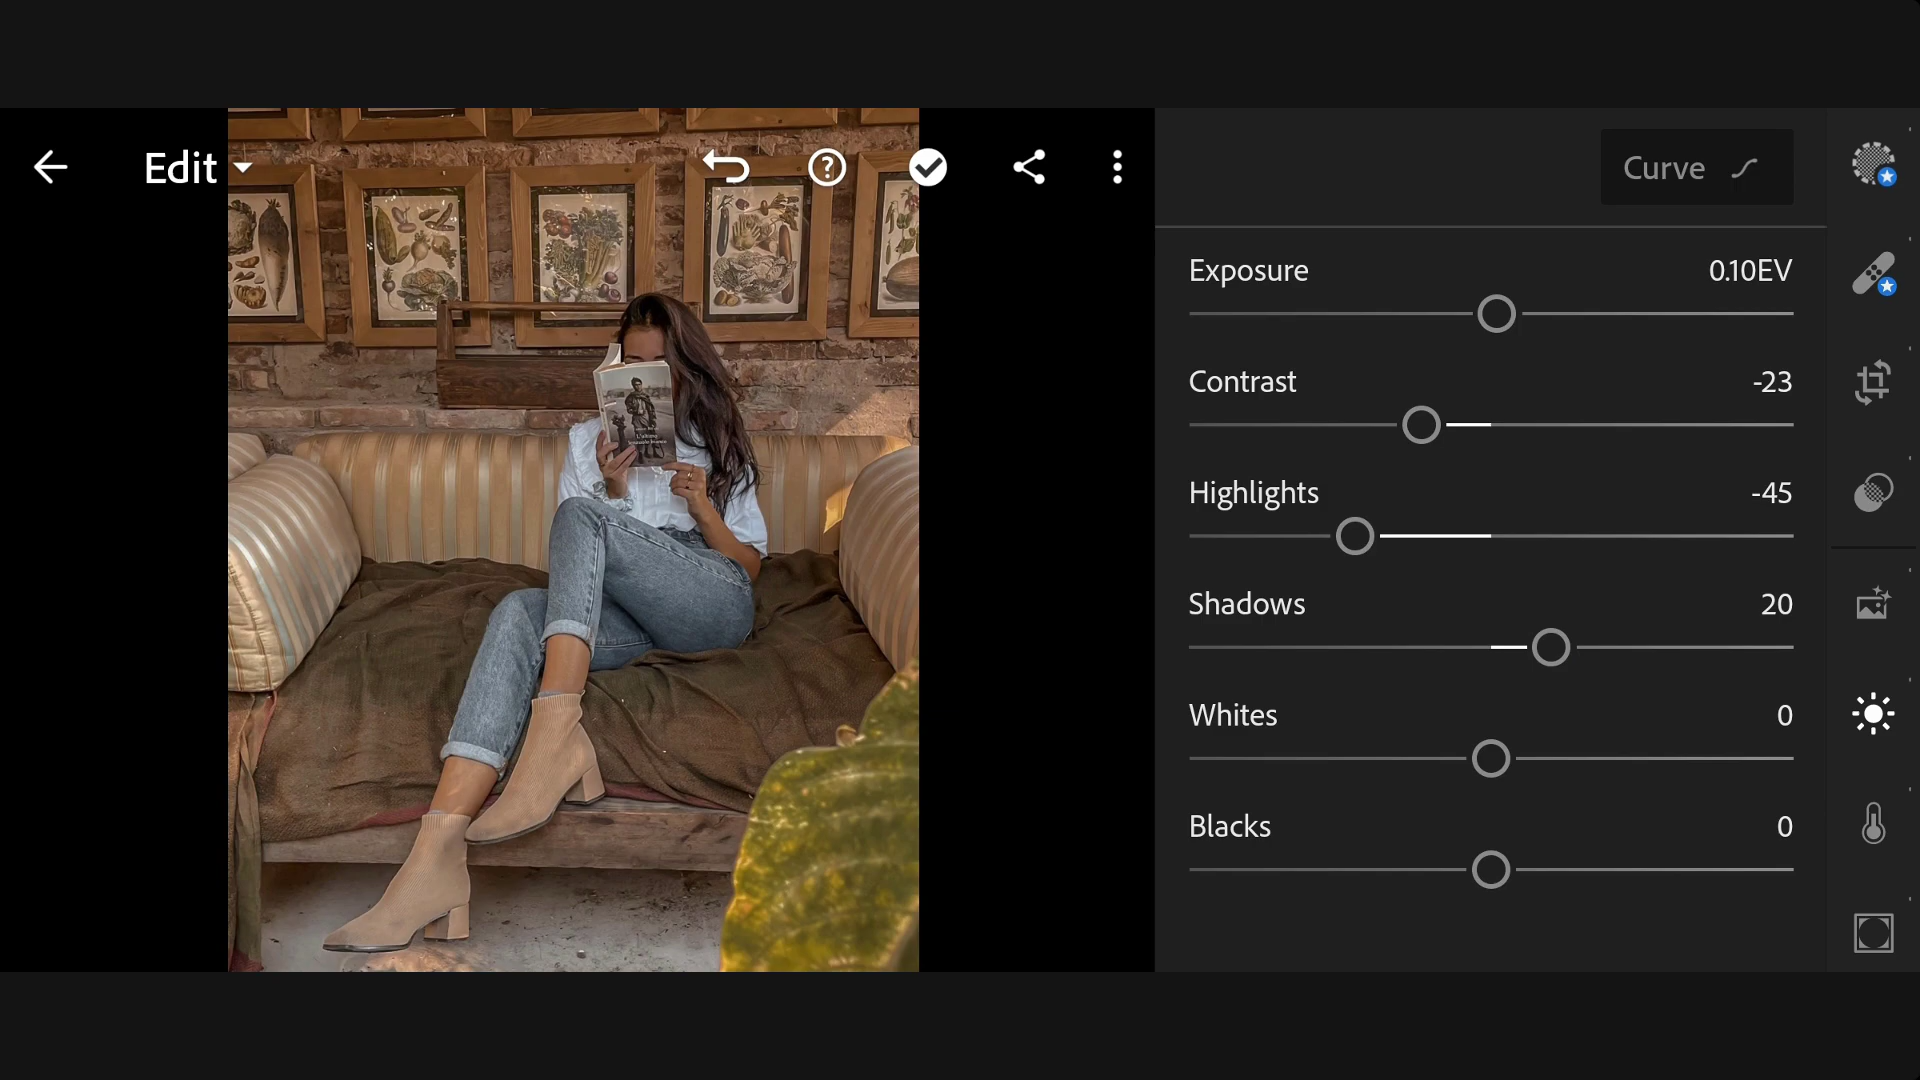 Edit
Curve
Exposure 0.10EV
Contrast -23
Highlights -45
Shadows 20
Whites 0
Blacks 0